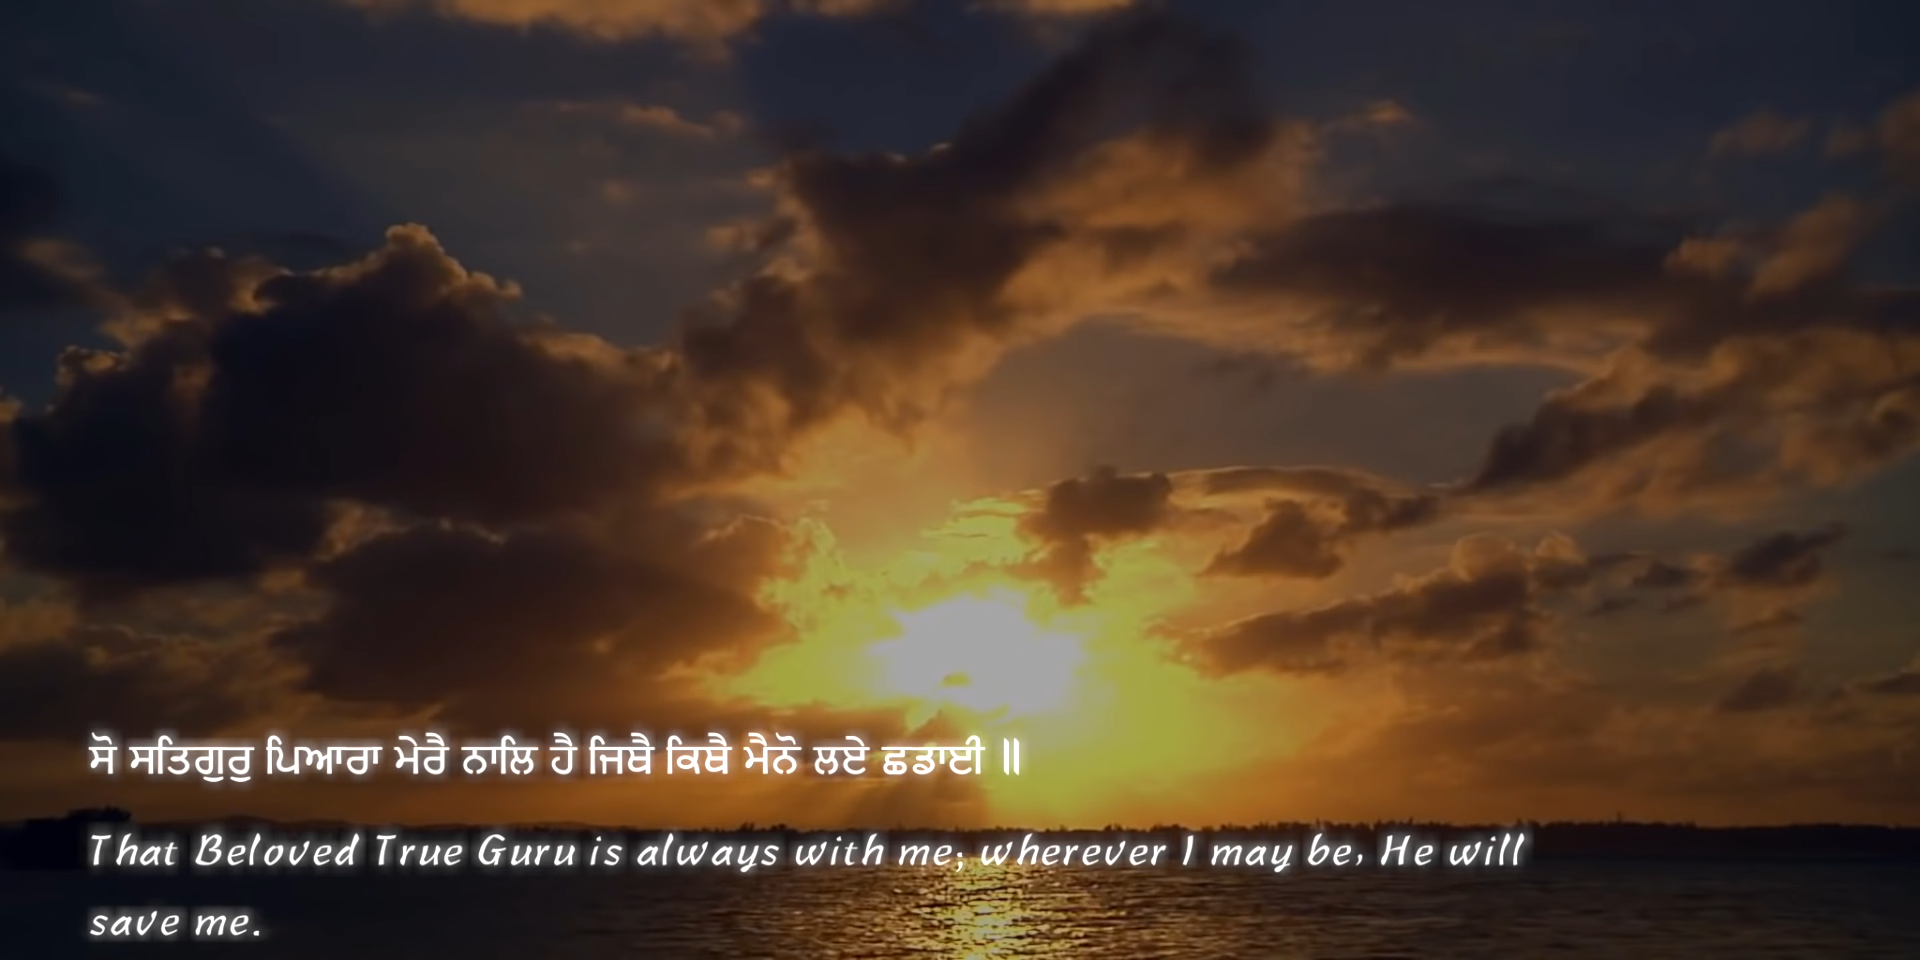 ਸੋ ਸਤਿਗੁਰੁ ਪਿਆਰਾ ਮੇਰੈ ਨਾਲਿ ਹੈ ਜਿਥੈ ਕਿਥੈ ਮੈਨੋ ਲਏ ਛਡਾਈ ॥
That Beloved True Guru is always with me; wherever I may be, He will
save me.